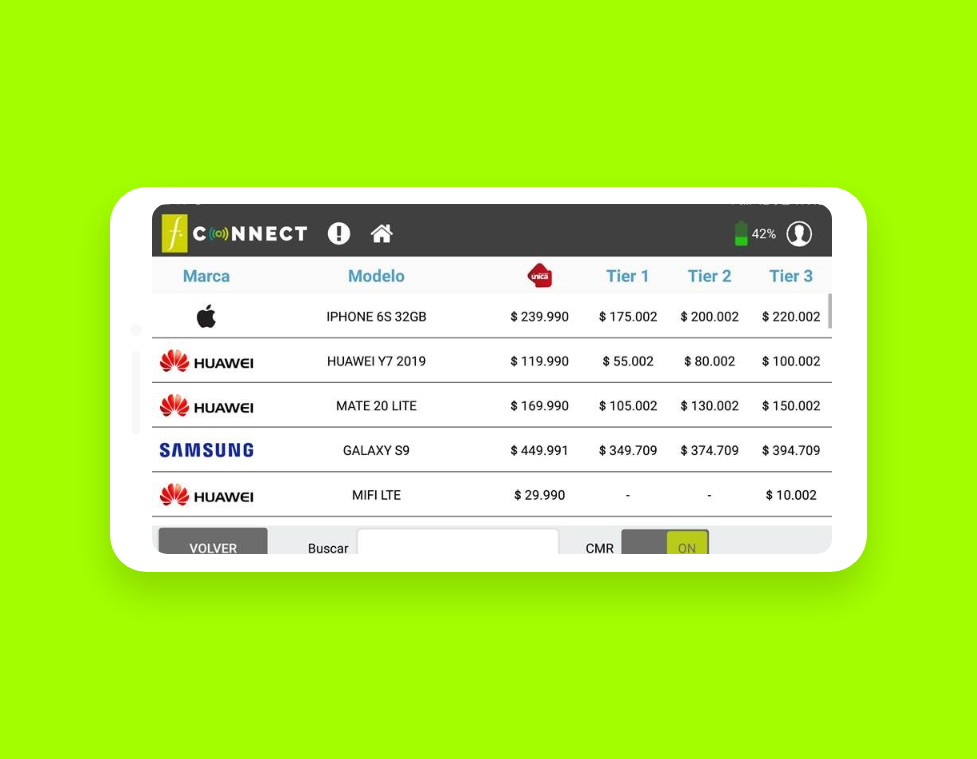 f. CONNECT ! 42%
Marca Modelo unica Tier 1 Tier 2 Tier 3
IPHONE 6S 32GB $ 239.990 $ 175.002 $ 200.002 $ 220.002
HUAWEI HUAWEI Y7 2019 $ 119.990 $ 55.002 $ 80.002 $ 100.002
HUAWEI MATE 20 LITE $ 169.990 $ 105.002 $ 130.002 $ 150.002
SAMSUNG GALAXY S9 $ 449.991 $ 349.709 $ 374.709 $ 394.709
HUAWEI MIFI LTE $ 29.990 - - $ 10.002
VOLVER Buscar CMR ON